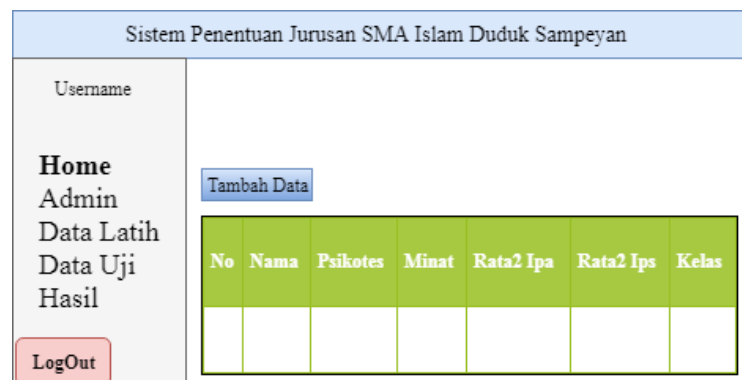 Sistem Penentuan Jurusan SMA Islam Duduk Sampeyan
Username
Home
Admin
Data Latih
Data Uji
Hasil
LogOut
Tambah Data
No Nama Psikotes Minat Rata2 Ipa Rata2 Ips Kelas